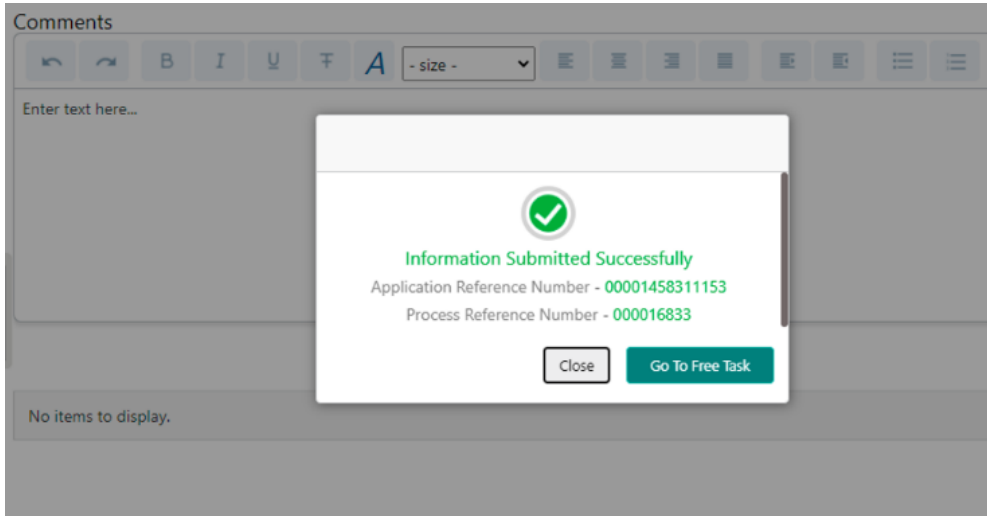 Comments
B I U T A - size -
Enter text here...
Information Submitted Successfully
Application Reference Number - 00001458311153
Process Reference Number - 000016833
Close Go To Free Task
No items to display.